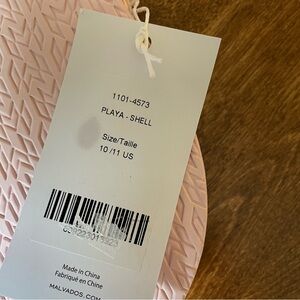 1101-4573
PLAYA - SHELL
Size/Taille
10 /11 US
Made in China
Fabriqué en Chine
MALVADOS.COM